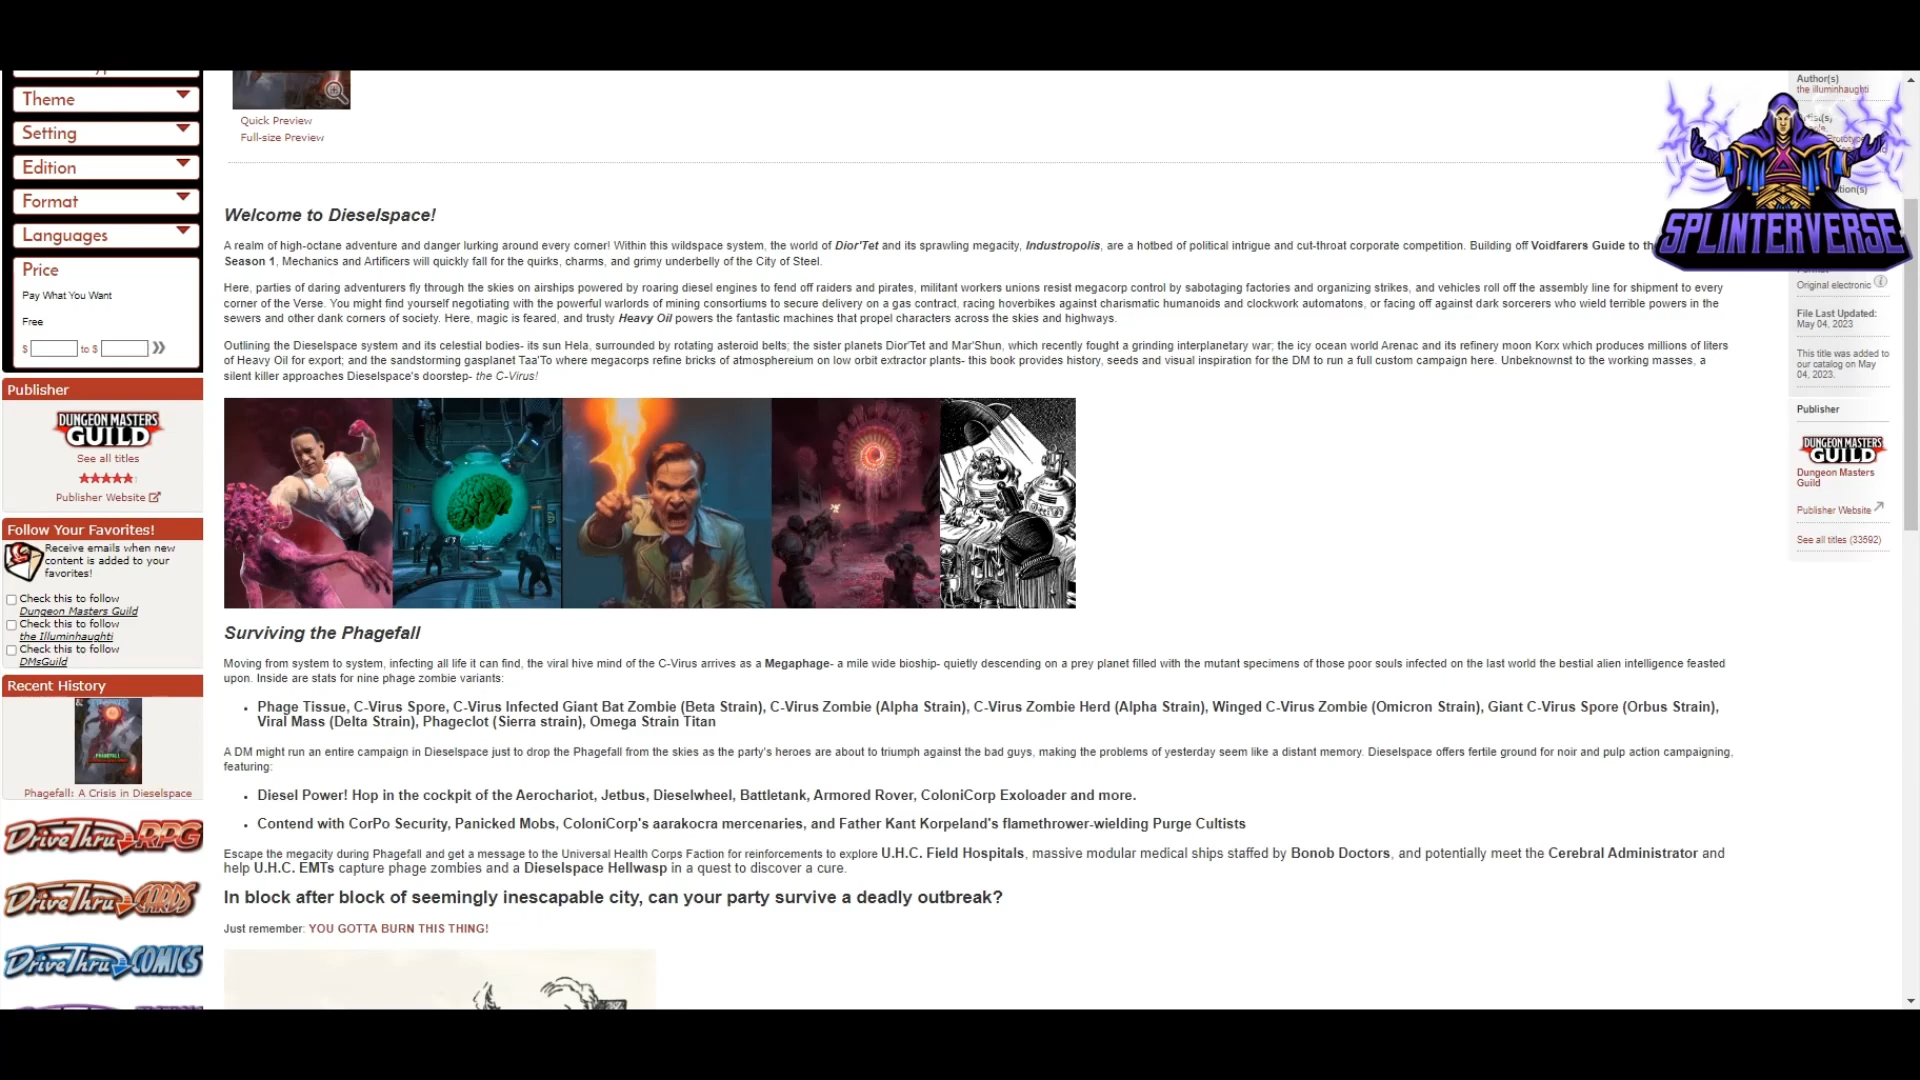 Theme
Setting
Edition
Format
Languages
Price
Pay What You Want
Free
$ to $ »
Publisher
DUNGEON MASTERS
GUILD
See all titles
Publisher Website
Follow Your Favorites!
Receive emails when new
content is added to your
favorites!
Check this to follow
Dungeon Masters Guild
Check this to follow
the Illuminhaughti
Check this to follow
DMsGuild
Recent History
PHAGEFALL
Phagefall: A Crisis in Dieselspace
DriveThruRPG
DriveThruCARDS
DriveThruCOMICS
Quick Preview
Full-size Preview
Welcome to Dieselspace!
A realm of high-octane adventure and danger lurking around every corner! Within this wildspace system, the world of Dior'Tet and its sprawling megacity, Industropolis, are a hotbed of political intrigue and cut-throat corporate competition. Building off Voidfarers Guide to th
Season 1, Mechanics and Artificers will quickly fall for the quirks, charms, and grimy underbelly of the City of Steel.
Here, parties of daring adventurers fly through the skies on airships powered by roaring diesel engines to fend off raiders and pirates, militant workers unions resist megacorp control by sabotaging factories and organizing strikes, and vehicles roll off the assembly line for shipment to every
corner of the Verse. You might find yourself negotiating with the powerful warlords of mining consortiums to secure delivery on a gas contract, racing hoverbikes against charismatic humanoids and clockwork automatons, or facing off against dark sorcerers who wield terrible powers in the
sewers and other dank corners of society. Here, magic is feared, and trusty Heavy Oil powers the fantastic machines that propel characters across the skies and highways.
Outlining the Dieselspace system and its celestial bodies- its sun Hela, surrounded by rotating asteroid belts; the sister planets Dior'Tet and Mar'Shun, which recently fought a grinding interplanetary war; the icy ocean world Arenac and its refinery moon Korx which produces millions of liters
of Heavy Oil for export; and the sandstorming gasplanet Taa'To where megacorps refine bricks of atmosphereium on low orbit extractor plants- this book provides history, seeds and visual inspiration for the DM to run a full custom campaign here. Unbeknownst to the working masses, a
silent killer approaches Dieselspace's doorstep- the C-Virus!
Surviving the Phagefall
Moving from system to system, infecting all life it can find, the viral hive mind of the C-Virus arrives as a Megaphage- a mile wide bioship- quietly descending on a prey planet filled with the mutant specimens of those poor souls infected on the last world the bestial alien intelligence feasted
upon. Inside are stats for nine phage zombie variants:
• Phage Tissue, C-Virus Spore, C-Virus Infected Giant Bat Zombie (Beta Strain), C-Virus Zombie (Alpha Strain), C-Virus Zombie Herd (Alpha Strain), Winged C-Virus Zombie (Omicron Strain), Giant C-Virus Spore (Orbus Strain),
Viral Mass (Delta Strain), Phageclot (Sierra strain), Omega Strain Titan
A DM might run an entire campaign in Dieselspace just to drop the Phagefall from the skies as the party's heroes are about to triumph against the bad guys, making the problems of yesterday seem like a distant memory. Dieselspace offers fertile ground for noir and pulp action campaigning,
featuring:
• Diesel Power! Hop in the cockpit of the Aerochariot, Jetbus, Dieselwheel, Battletank, Armored Rover, ColoniCorp Exoloader and more.
• Contend with CorPo Security, Panicked Mobs, ColoniCorp's aarakocra mercenaries, and Father Kant Korpeland's flamethrower-wielding Purge Cultists
Escape the megacity during Phagefall and get a message to the Universal Health Corps Faction for reinforcements to explore U.H.C. Field Hospitals, massive modular medical ships staffed by Bonob Doctors, and potentially meet the Cerebral Administrator and
help U.H.C. EMTs capture phage zombies and a Dieselspace Hellwasp in a quest to discover a cure.
In block after block of seemingly inescapable city, can your party survive a deadly outbreak?
Just remember: YOU GOTTA BURN THIS THING!
Author(s)
the illuminhaughti
SPLINTERVERSE
Original electronic
File Last Updated:
May 04, 2023
This title was added to
our catalog on May
04, 2023.
Publisher
DUNGEON MASTERS
GUILD
Dungeon Masters
Guild
Publisher Website
See all titles (33592)